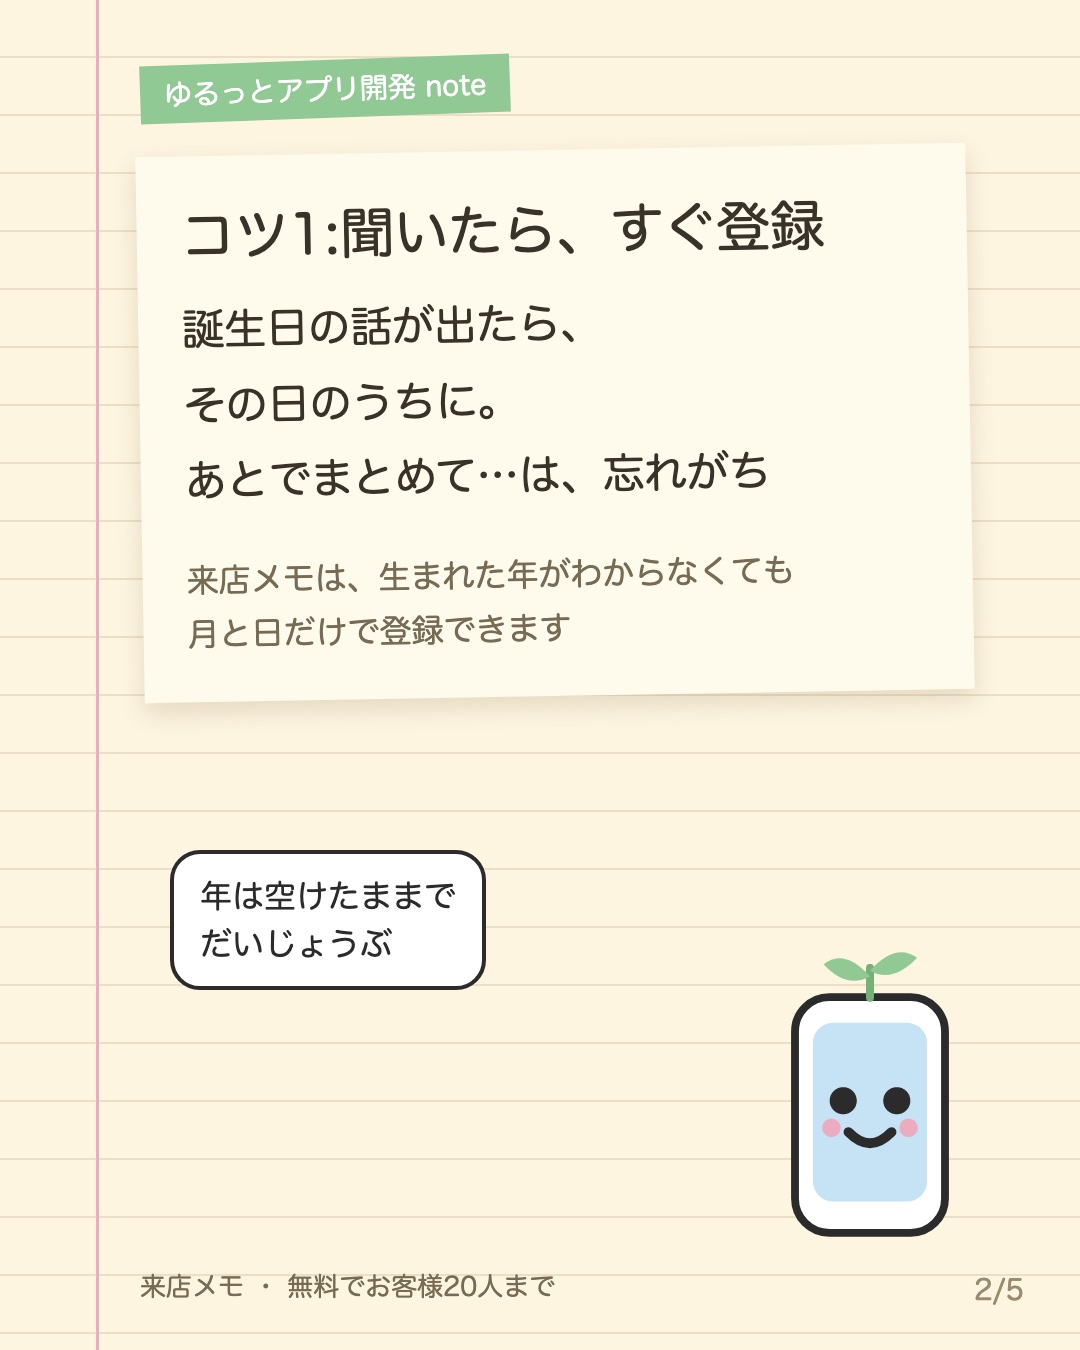 ゆるっとアプリ開発 note
コツ1:聞いたら、すぐ登録
誕生日の話が出たら、
その日のうちに。
あとでまとめて…は、忘れがち
来店メモは、生まれた年がわからなくても
月と日だけで登録できます
年は空けたままで
だいじょうぶ
来店メモ ・ 無料でお客様20人まで
2/5